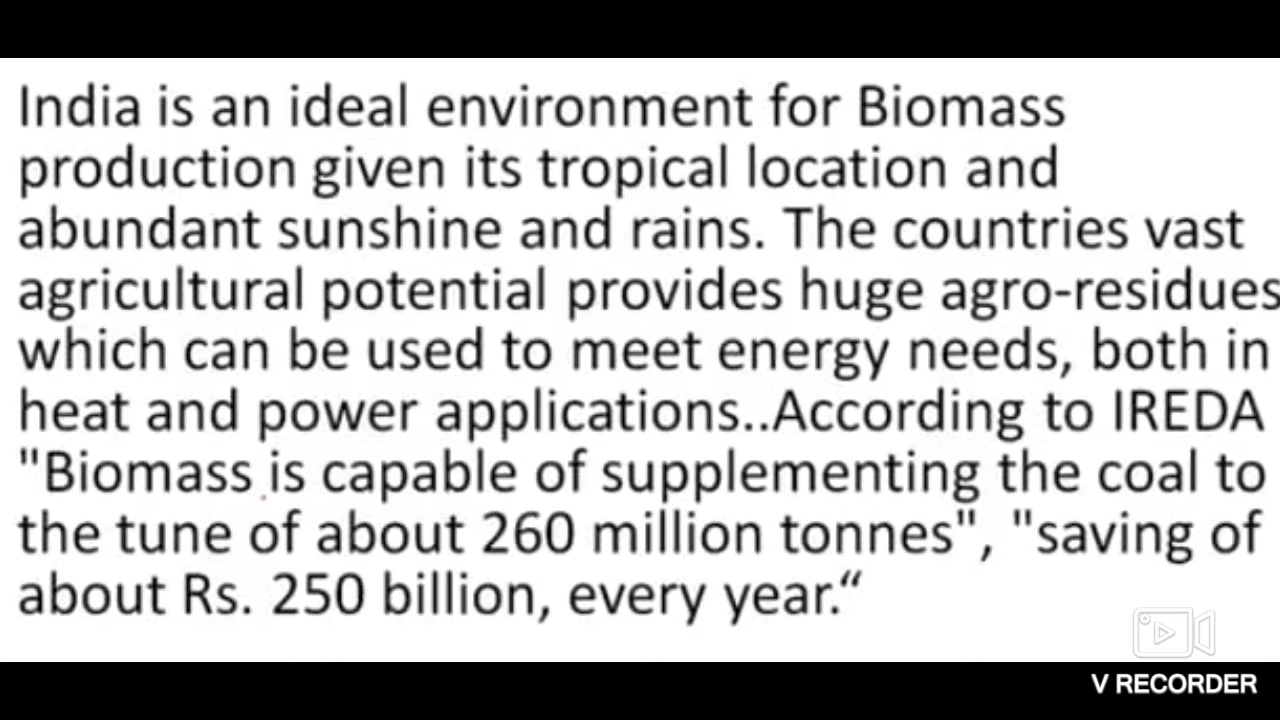 India is an ideal environment for Biomass
production given its tropical location and
abundant sunshine and rains. The countries vast
agricultural potential provides huge agro-residues
which can be used to meet energy needs, both in
heat and power applications..According to IREDA
"Biomass is capable of supplementing the coal to
the tune of about 260 million tonnes", "saving of
about Rs. 250 billion, every year.“
V RECORDER